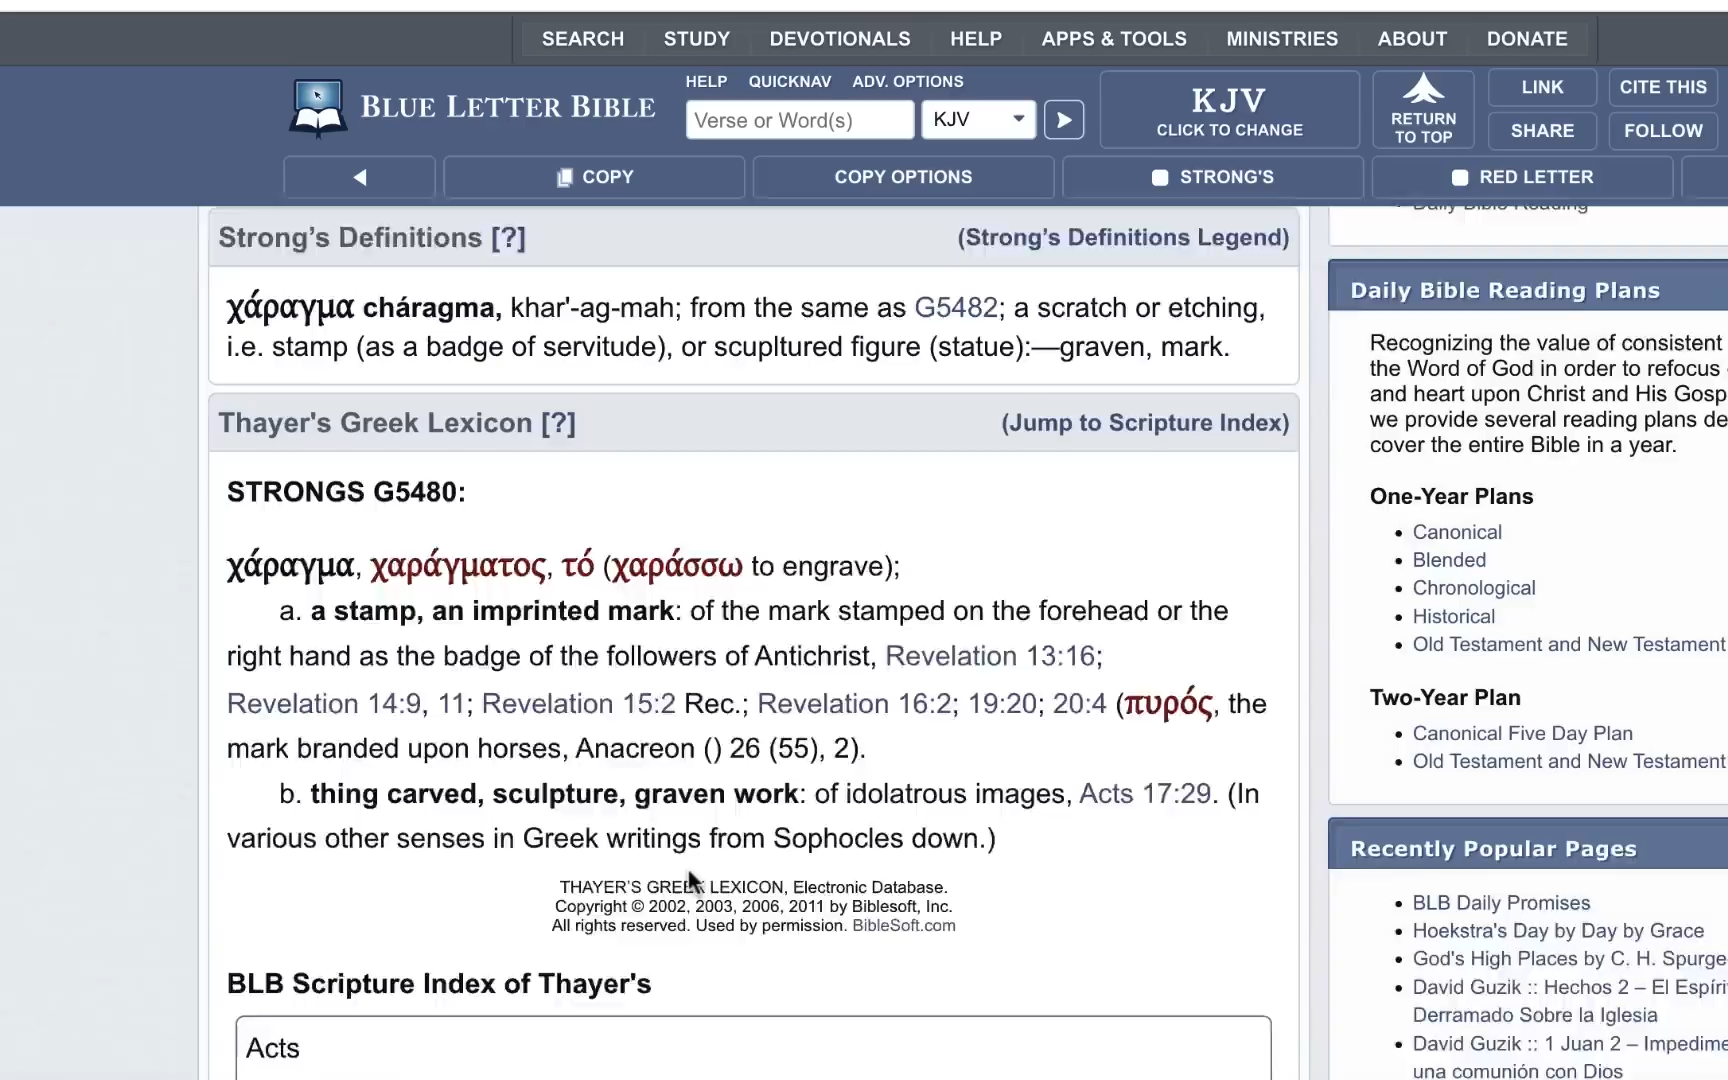 SEARCH STUDY DEVOTIONALS HELP APPS & TOOLS MINISTRIES ABOUT DONATE
BLUE LETTER BIBLE
HELP QUICKNAV ADV. OPTIONS
Verse or Word(s)
KJV
KJV
CLICK TO CHANGE
RETURN
TO TOP
LINK
CITE THIS
SHARE
FOLLOW
COPY
COPY OPTIONS
STRONG'S
RED LETTER
Strong's Definitions [?] (Strong's Definitions Legend)
χάραγμα cháragma, khar'-ag-mah; from the same as G5482; a scratch or etching,
i.e. stamp (as a badge of servitude), or scupltured figure (statue):—graven, mark.
Thayer's Greek Lexicon [?] (Jump to Scripture Index)
STRONGS G5480:
χάραγμα, χαράγματος, τό (χαράσσω to engrave);
a. a stamp, an imprinted mark: of the mark stamped on the forehead or the
right hand as the badge of the followers of Antichrist, Revelation 13:16;
Revelation 14:9, 11; Revelation 15:2 Rec.; Revelation 16:2; 19:20; 20:4 (πυρός, the
mark branded upon horses, Anacreon () 26 (55), 2).
b. thing carved, sculpture, graven work: of idolatrous images, Acts 17:29. (In
various other senses in Greek writings from Sophocles down.)
THAYER'S GREEK LEXICON, Electronic Database.
Copyright © 2002, 2003, 2006, 2011 by Biblesoft, Inc.
All rights reserved. Used by permission. BibleSoft.com
BLB Scripture Index of Thayer's
Acts
Daily Bible Reading
Daily Bible Reading Plans
Recognizing the value of consistent
the Word of God in order to refocus
and heart upon Christ and His Gosp
we provide several reading plans de
cover the entire Bible in a year.
One-Year Plans
• Canonical
• Blended
• Chronological
• Historical
• Old Testament and New Testament
Two-Year Plan
• Canonical Five Day Plan
• Old Testament and New Testament
Recently Popular Pages
• BLB Daily Promises
• Hoekstra's Day by Day by Grace
• God's High Places by C. H. Spurge
• David Guzik :: Hechos 2 – El Espíri
Derramado Sobre la Iglesia
• David Guzik :: 1 Juan 2 – Impedime
una comunión con Dios